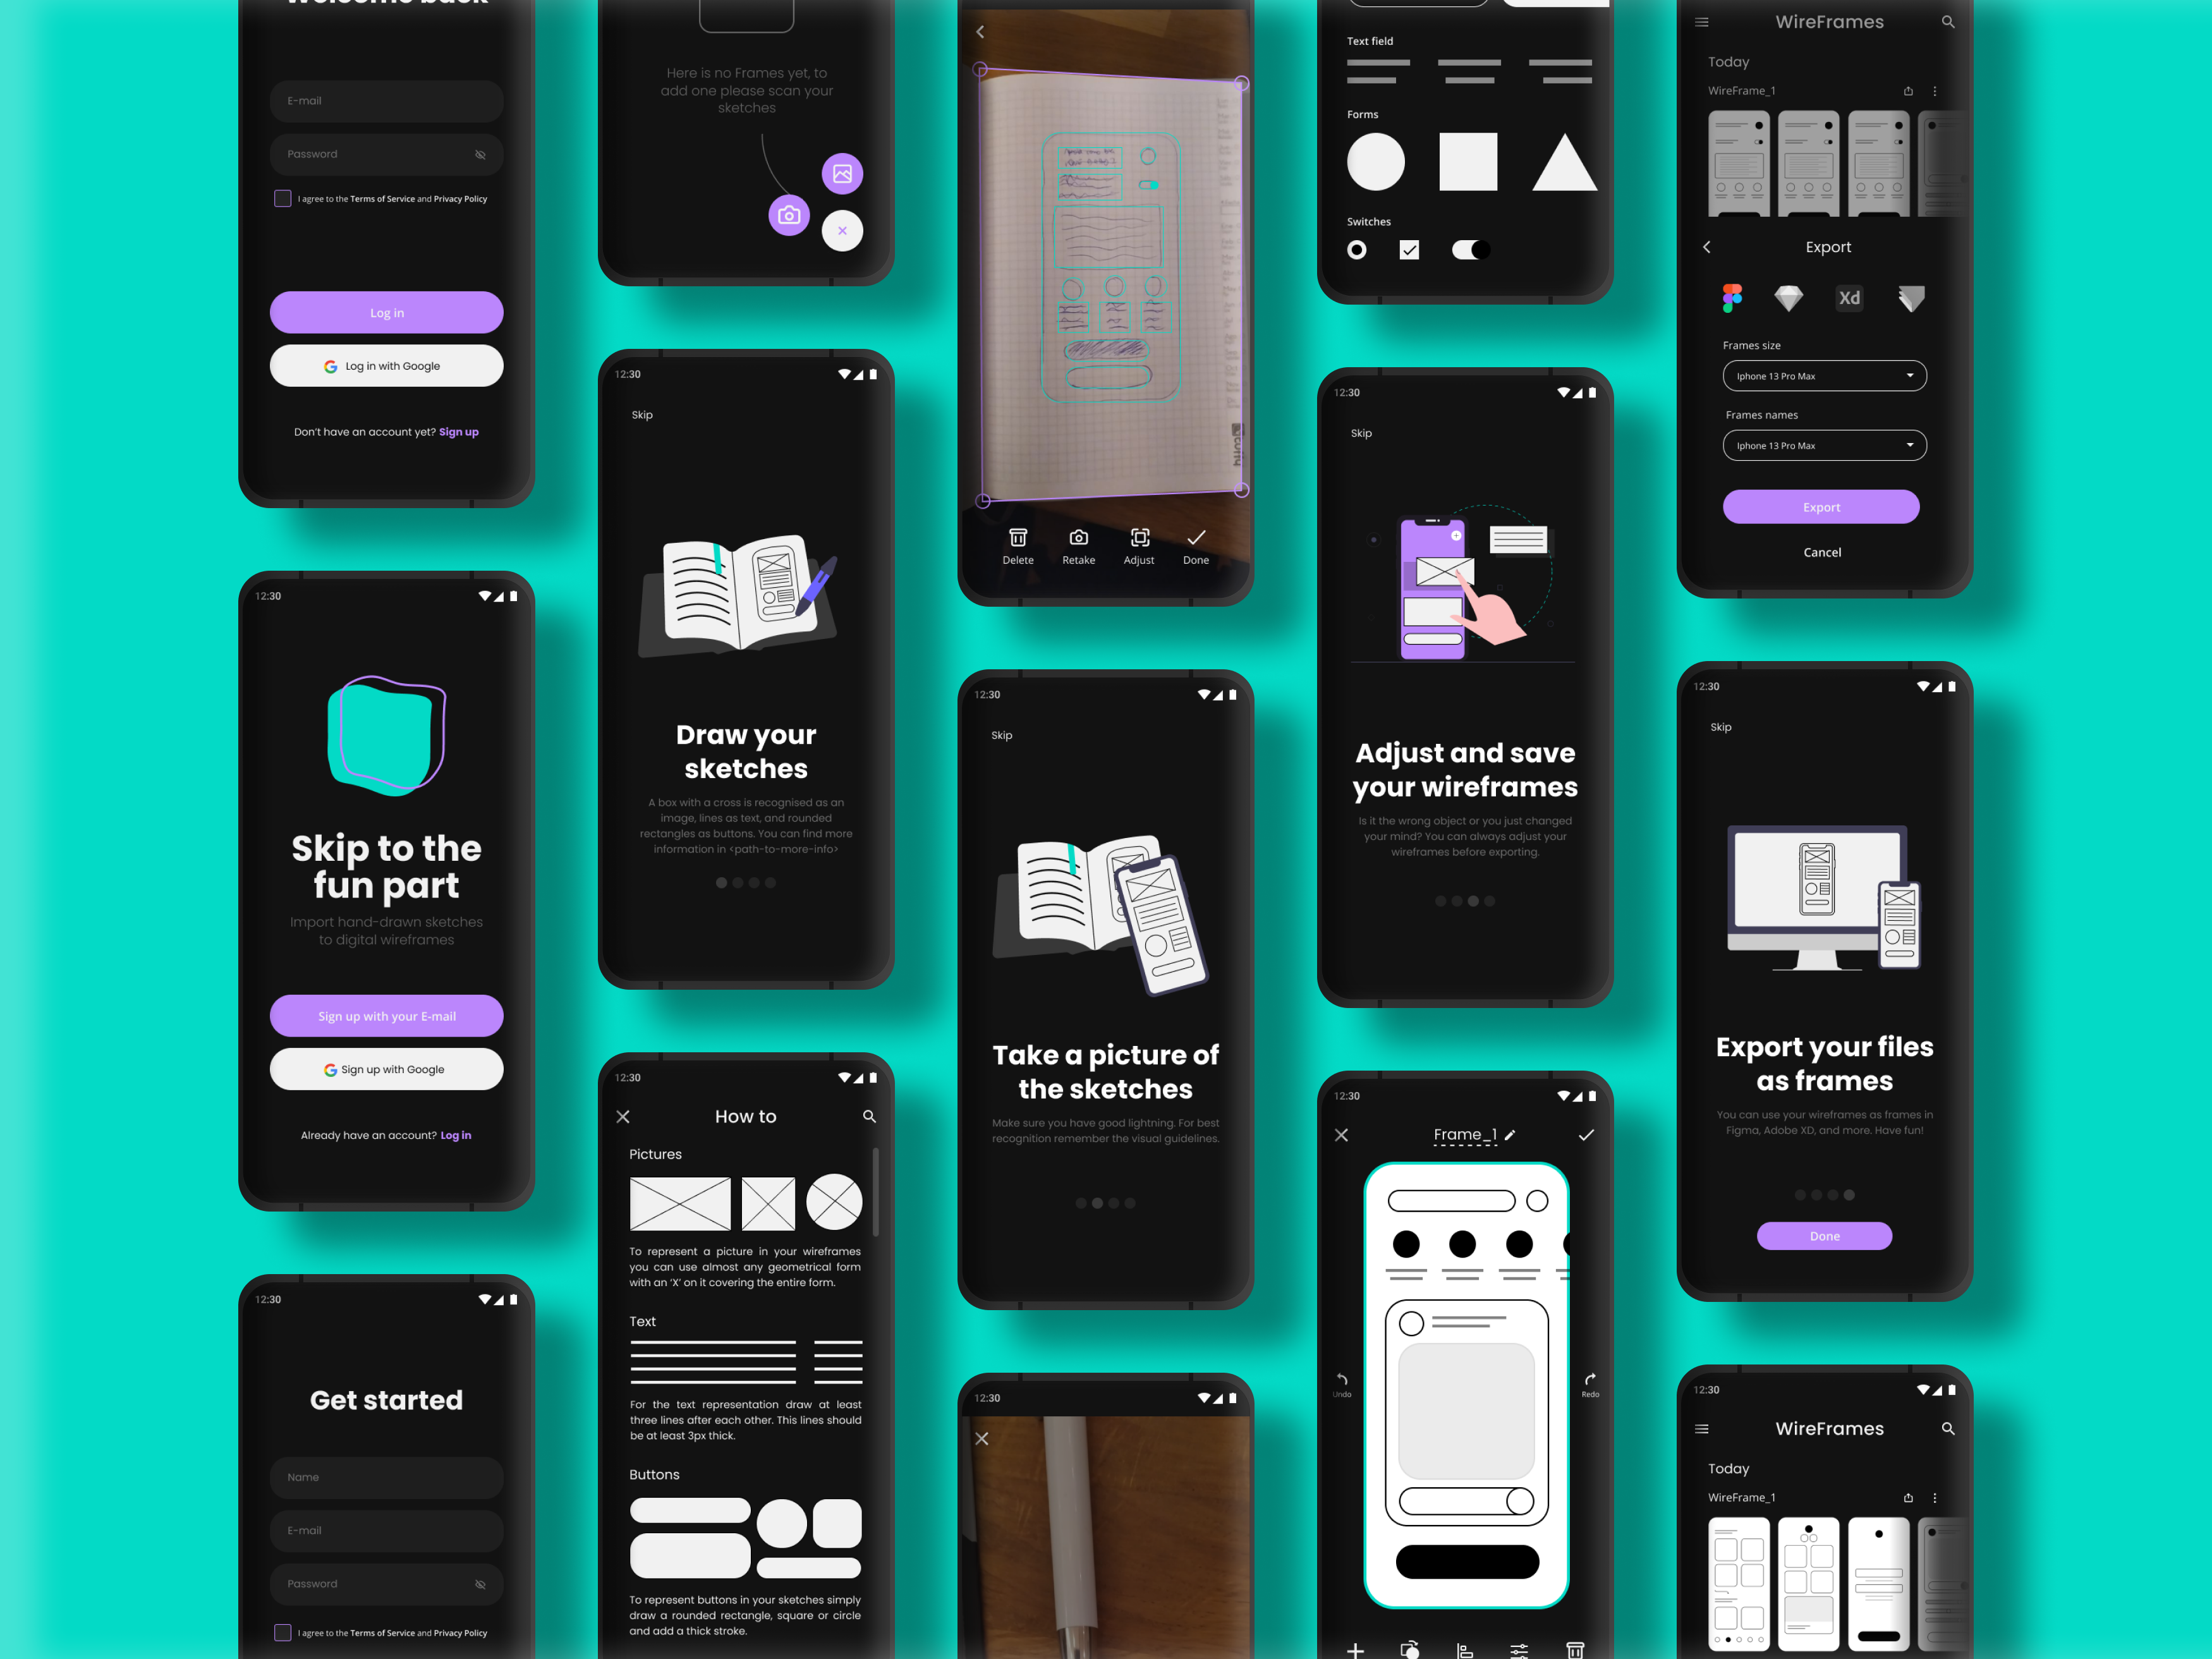 Welcome back
E-mail
Password
I agree to the Terms of Service and Privacy Policy
Log in
Log in with Google
Don't have an account yet? Sign up
12:30
Skip to the
fun part
Import hand-drawn sketches
to digital wireframes
Sign up with your E-mail
Sign up with Google
Already have an account? Log in
12:30
Get started
Name
E-mail
Password
I agree to the Terms of Service and Privacy Policy
Here is no Frames yet, to
add one please scan your
sketches
12:30
Skip
Draw your
sketches
A box with a cross is recognised as an
image, lines as text, and rounded
rectangles as buttons. You can find more
information in <path-to-more-info>
12:30
How to
Pictures
To represent a picture in your wireframes
you can use almost any geometrical form
with an 'X' on it covering the entire form.
Text
For the text representation draw at least
three lines after each other. This lines should
be at least 3px thick.
Buttons
To represent buttons in your sketches simply
draw a rounded rectangle, square or circle
and add a thick stroke.
Delete
Retake
Adjust
Done
12:30
Skip
Take a picture of
the sketches
Make sure you have good lightning. For best
recognition remember the visual guidelines.
12:30
Text field
Forms
Switches
12:30
Skip
Adjust and save
your wireframes
Is it the wrong object or you just changed
your mind? You can always adjust your
wireframes before exporting.
12:30
Frame_1
Undo
Redo
WireFrames
Today
WireFrame_1
Export
Xd
Frames size
Iphone 13 Pro Max
Frames names
Iphone 13 Pro Max
Export
Cancel
12:30
Skip
Export your files
as frames
You can use your wireframes as frames in
Figma, Adobe XD, and more. Have fun!
Done
12:30
WireFrames
Today
WireFrame_1